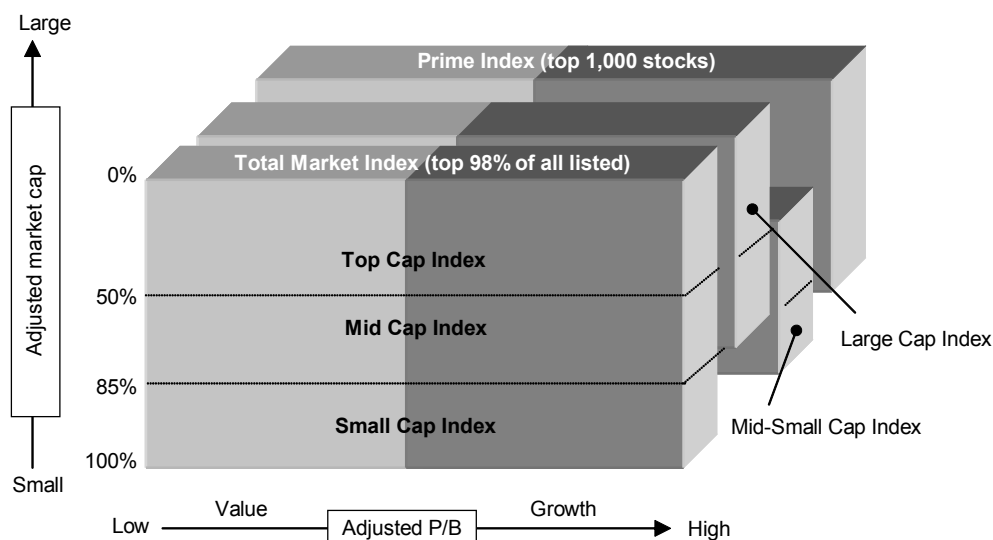 Large
Prime Index (top 1,000 stocks)
Total Market Index (top 98% of all listed)
0%
Adjusted market cap
Top Cap Index
50%
Mid Cap Index
Large Cap Index
85%
Small Cap Index
Mid-Small Cap Index
100%
Small
Value
Growth
Low
Adjusted P/B
High